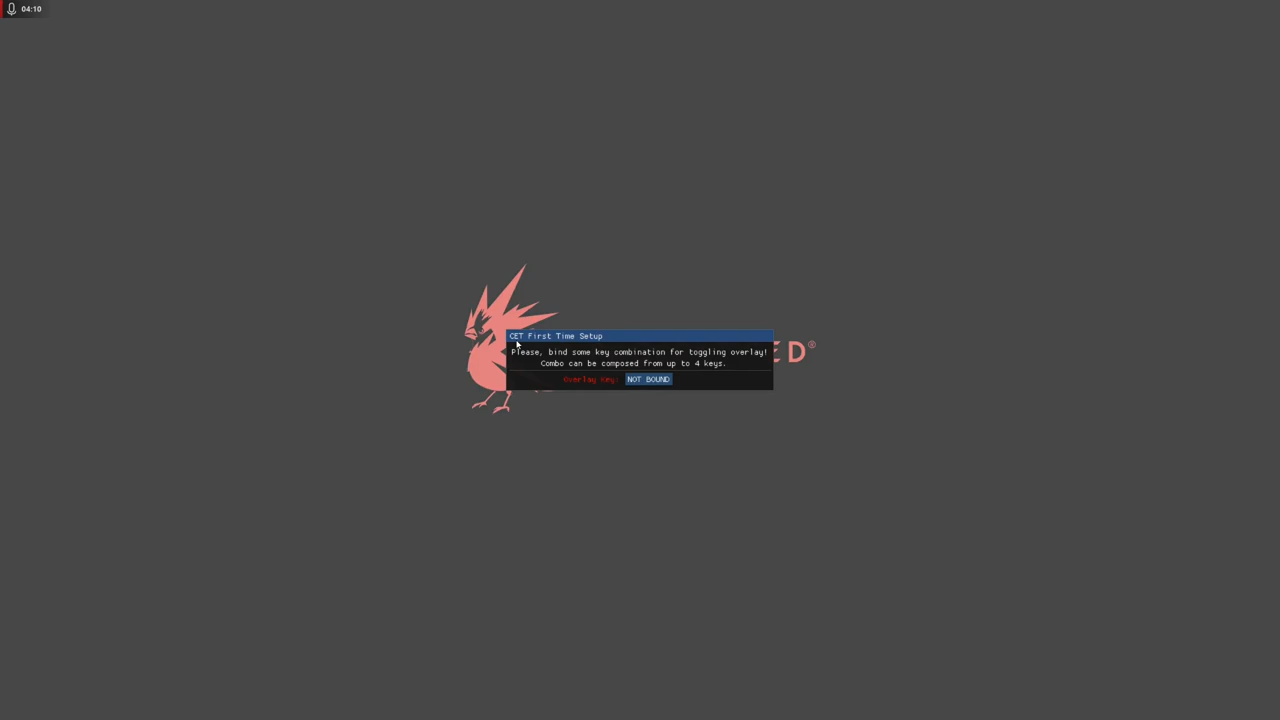 04:10
CET First Time Setup
Please, bind some key combination for toggling overlay!
ED®
Combo can be composed from up to 4 keys.
Overlay Key: NOT BOUND